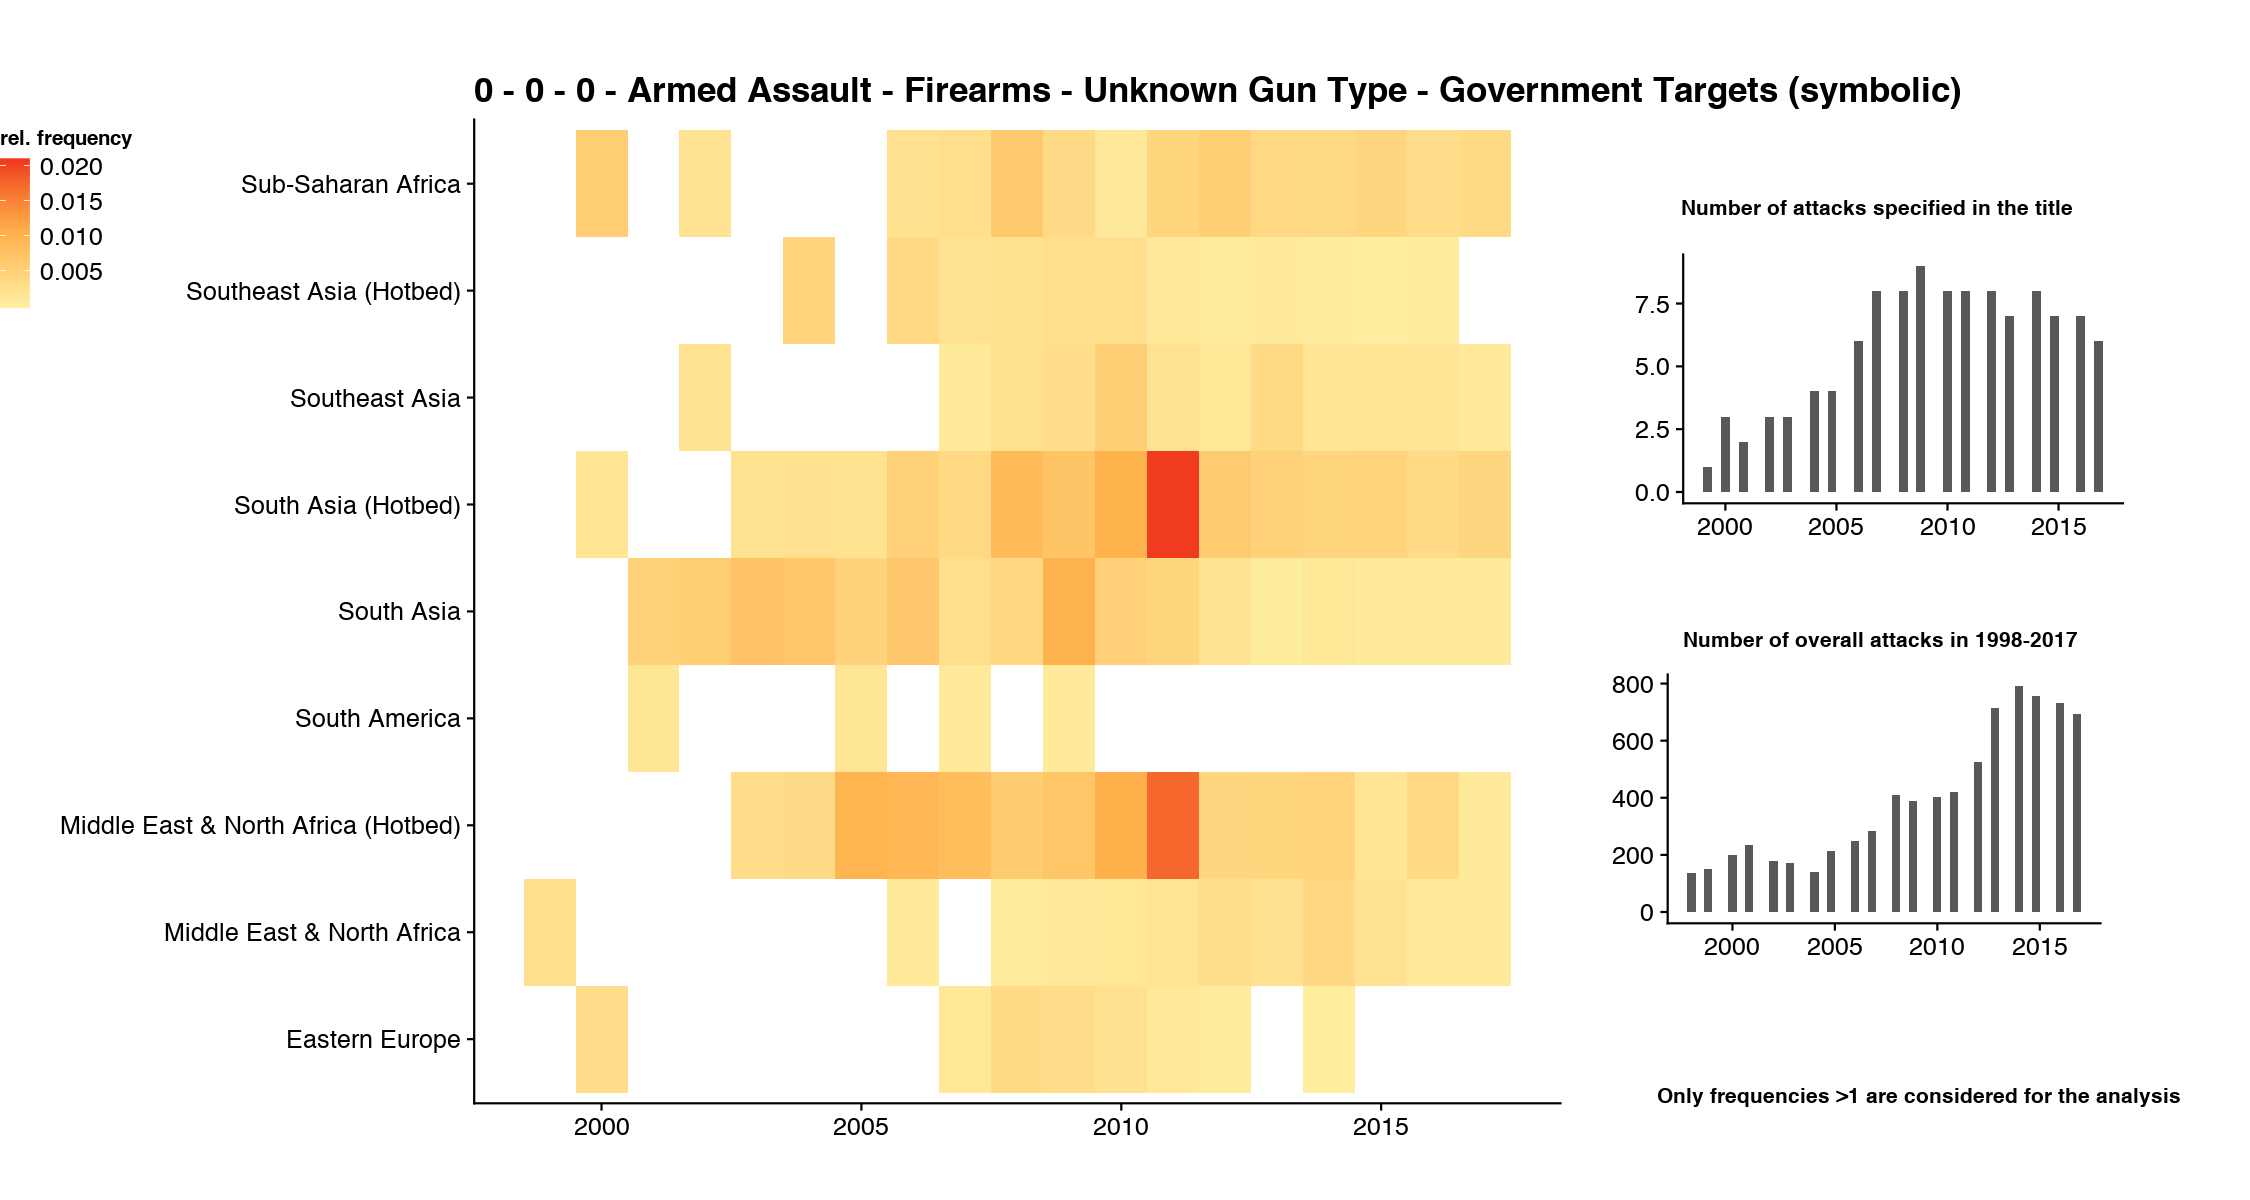 0 - 0 - 0 - Armed Assault - Firearms - Unknown Gun Type - Government Targets (symbolic)
rel. frequency
0.020
0.015
0.010
0.005
Sub-Saharan Africa
Southeast Asia (Hotbed)
Southeast Asia
South Asia (Hotbed)
South Asia
South America
Middle East & North Africa (Hotbed)
Middle East & North Africa
Eastern Europe
2000 2005 2010 2015
Number of attacks specified in the title
7.5
5.0
2.5
0.0
2000 2005 2010 2015
Number of overall attacks in 1998-2017
800
600
400
200
0
2000 2005 2010 2015
Only frequencies >1 are considered for the analysis